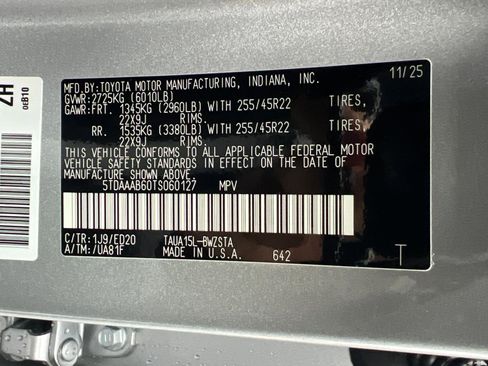 MFD.BY:TOYOTA MOTOR MANUFACTURING, INDIANA, INC. 11/25
GVWR:2725KG (6010LB)
GAWR:FRT. 1345KG (2960LB) WITH 255/45R22 TIRES,
22X9J RIMS.
RR. 1535KG (3380LB) WITH 255/45R22 TIRES,
22X9J RIMS.
THIS VEHICLE CONFORMS TO ALL APPLICABLE FEDERAL MOTOR
VEHICLE SAFETY STANDARDS IN EFFECT ON THE DATE OF
MANUFACTURE SHOWN ABOVE.
5TDAAAB60TS060127 MPV
C/TR:1J9/ED20 TAUA15L-BWZSTA
A/TM:-/UA81F MADE IN U.S.A. 642
T
ZH